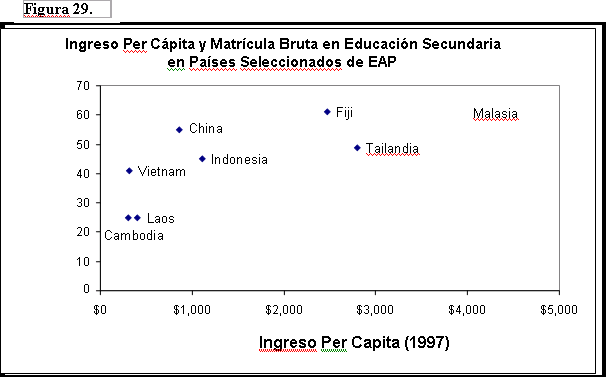 Figura 29.
Ingreso Per Cápita y Matrícula Bruta en Educación Secundaria
en Países Seleccionados de EAP
70
60
50
40
30
20
10
0
Fiji
Malasia
China
Tailandia
Indonesia
Vietnam
Laos
Cambodia
$0 $1,000 $2,000 $3,000 $4,000 $5,000
Ingreso Per Capita (1997)